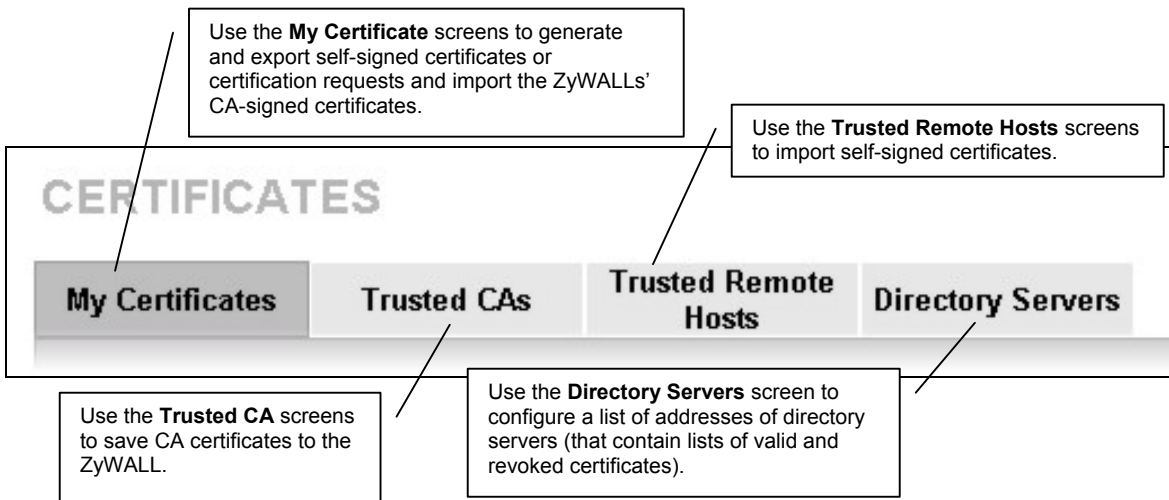 Use the My Certificate screens to generate
and export self-signed certificates or
certification requests and import the ZyWALLs’
CA-signed certificates.
Use the Trusted Remote Hosts screens
to import self-signed certificates.
CERTIFICATES
My Certificates
Trusted CAs
Trusted Remote
Hosts
Directory Servers
Use the Trusted CA screens
to save CA certificates to the
ZyWALL.
Use the Directory Servers screen to
configure a list of addresses of directory
servers (that contain lists of valid and
revoked certificates).